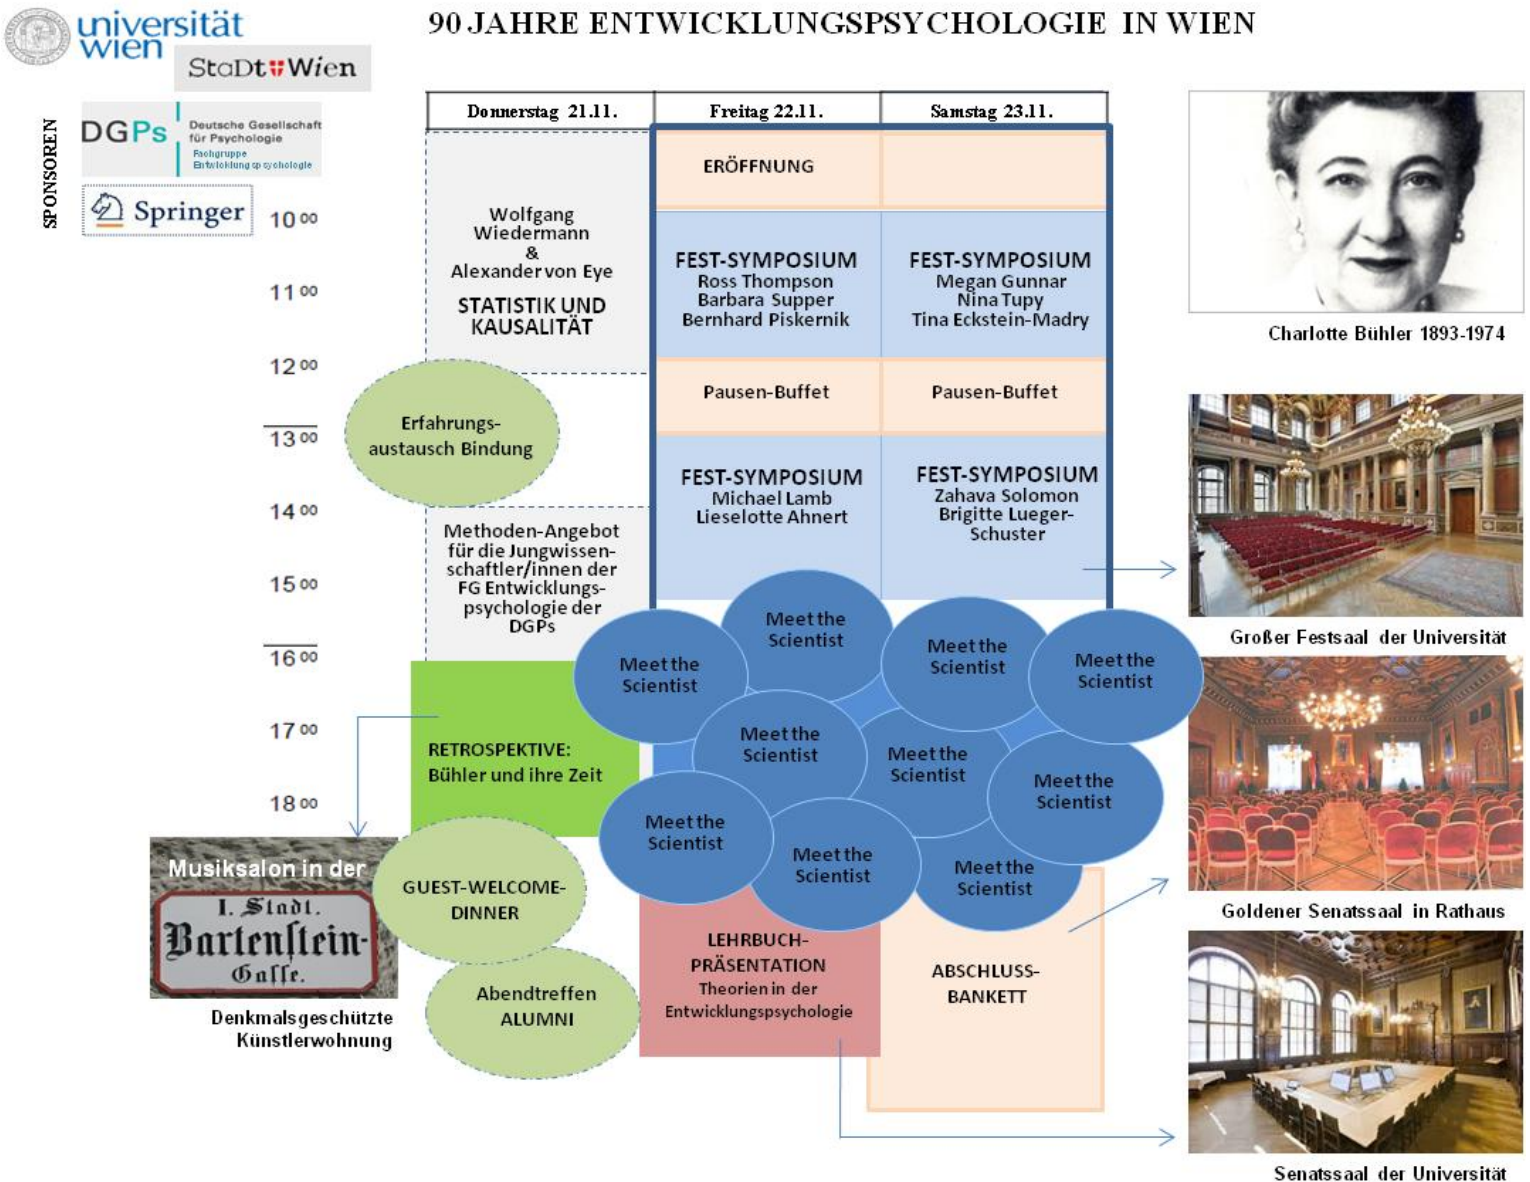 universität
wien
StaDt Wien
90 JAHRE ENTWICKLUNGSPSYCHOLOGIE IN WIEN
SPONSOREN
DGPs
Deutsche Gesellschaft
für Psychologie
Fachgruppe
Entwicklungspsychologie
Springer
Donnerstag 21.11.
Freitag 22.11.
Samstag 23.11.
10 00
11 00
12 00
13 00
14 00
15 00
16 00
17 00
18 00
Wolfgang
Wiedermann
&
Alexander von Eye
STATISTIK UND
KAUSALITÄT
Erfahrungs-
austausch Bindung
Methoden-Angebot
für die Jungwissen-
schaftler/innen der
FG Entwicklungs-
psychologie der
DGPs
RETROSPEKTIVE:
Bühler und ihre Zeit
GUEST-WELCOME-
DINNER
Abendtreffen
ALUMNI
ERÖFFNUNG
FEST-SYMPOSIUM
Ross Thompson
Barbara Supper
Bernhard Piskernik
Pausen-Buffet
FEST-SYMPOSIUM
Michael Lamb
Lieselotte Ahnert
FEST-SYMPOSIUM
Megan Gunnar
Nina Tupy
Tina Eckstein-Madry
Pausen-Buffet
FEST-SYMPOSIUM
Zahava Solomon
Brigitte Lueger-
Schuster
Meet the
Scientist
Meet the
Scientist
Meet the
Scientist
Meet the
Scientist
Meet the
Scientist
Meet the
Scientist
Meet the
Scientist
Meet the
Scientist
Meet the
Scientist
Meet the
Scientist
LEHRBUCH-
PRÄSENTATION
Theorien in der
Entwicklungspsychologie
ABSCHLUSS-
BANKETT
Musiksalon in der
I. Stadt.
Bartenstein-
Gasse.
Denkmalsgeschützte
Künstlerwohnung
Charlotte Bühler 1893-1974
Großer Festsaal der Universität
Goldener Senatssaal in Rathaus
Senatssaal der Universität